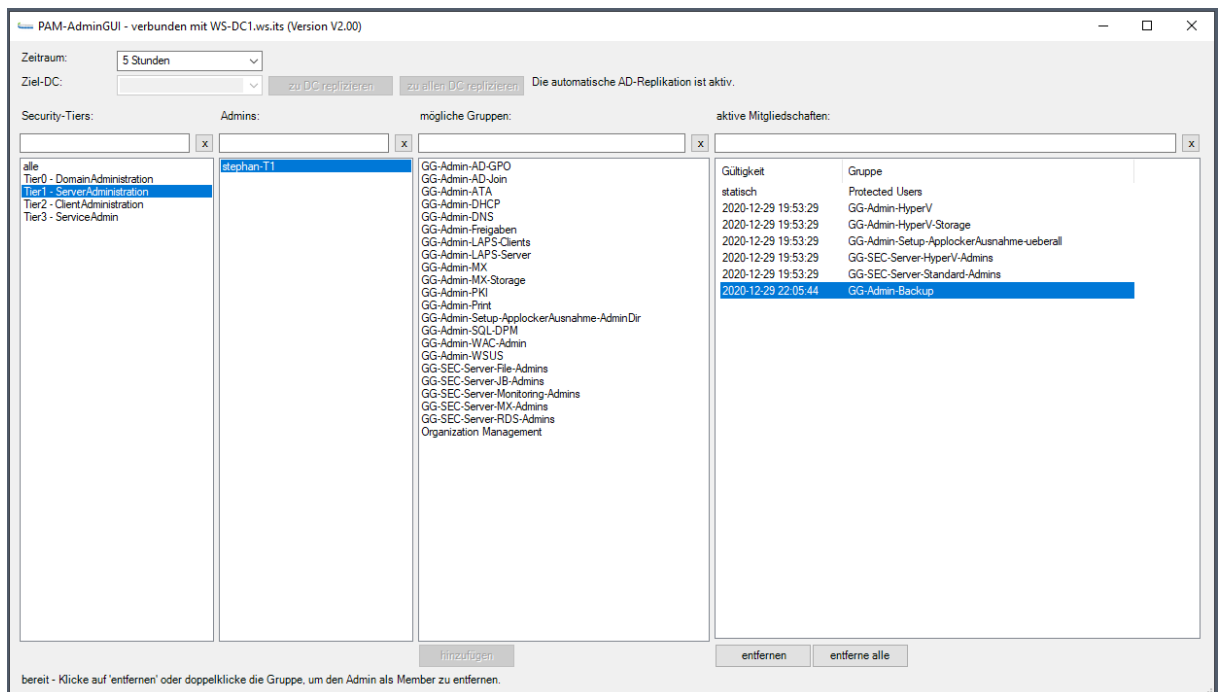 PAM-AdminGUI - verbunden mit WS-DC1.ws.its (Version V2.00)
Zeitraum:
5 Stunden
Ziel-DC:
zu DC replizieren
zu allen DC replizieren
Die automatische AD-Replikation ist aktiv.
Security-Tiers:
Admins:
mögliche Gruppen:
aktive Mitgliedschaften:
x
x
x
x
alle
Tier0 - DomainAdministration
Tier1 - ServerAdministration
Tier2 - ClientAdministration
Tier3 - ServiceAdmin
stephan-T1
GG-Admin-AD-GPO
GG-Admin-AD-Join
GG-Admin-ATA
GG-Admin-DHCP
GG-Admin-DNS
GG-Admin-Freigaben
GG-Admin-LAPS-Clients
GG-Admin-LAPS-Server
GG-Admin-MX
GG-Admin-MX-Storage
GG-Admin-PKI
GG-Admin-Print
GG-Admin-Setup-ApplockerAusnahme-AdminDir
GG-Admin-SQL-DPM
GG-Admin-WAC-Admin
GG-Admin-WSUS
GG-SEC-Server-File-Admins
GG-SEC-Server-JB-Admins
GG-SEC-Server-Monitoring-Admins
GG-SEC-Server-MX-Admins
GG-SEC-Server-RDS-Admins
Organization Management
Gültigkeit Gruppe
statisch Protected Users
2020-12-29 19:53:29 GG-Admin-HyperV
2020-12-29 19:53:29 GG-Admin-HyperV-Storage
2020-12-29 19:53:29 GG-Admin-Setup-ApplockerAusnahme-ueberall
2020-12-29 19:53:29 GG-SEC-Server-HyperV-Admins
2020-12-29 19:53:29 GG-SEC-Server-Standard-Admins
2020-12-29 22:05:44 GG-Admin-Backup
hinzufügen
entfernen
entferne alle
bereit - Klicke auf 'entfernen' oder doppelklicke die Gruppe, um den Admin als Member zu entfernen.